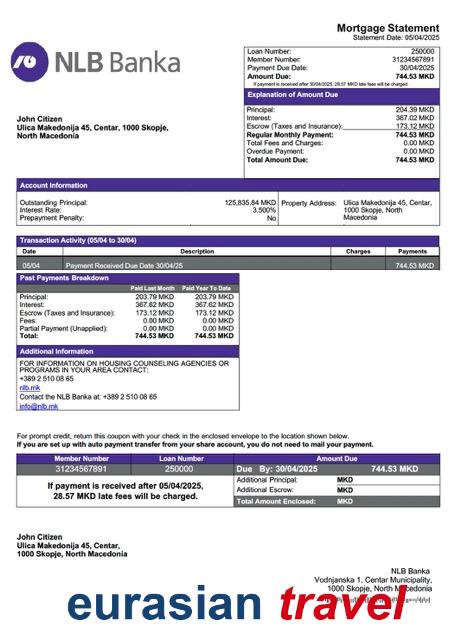 Mortgage Statement
Statement Date: 05/04/2025
NLB Banka
Loan Number: 250000
Member Number: 31234567891
Payment Due Date: 30/04/2025
Amount Due: 744.53 MKD
If payment is received after 30/04/2025, 28.57 MKD late fees will be charged.
Explanation of Amount Due
Principal: 204.39 MKD
Interest: 367.02 MKD
Escrow (Taxes and Insurance): 173.12 MKD
Regular Monthly Payment: 744.53 MKD
Total Fees and Charges: 0.00 MKD
Overdue Payment: 0.00 MKD
Total Amount Due: 744.53 MKD
John Citizen
Ulica Makedonija 45, Centar, 1000 Skopje,
North Macedonia
Account Information
Outstanding Principal: 125,835.84 MKD
Interest Rate: 3.500%
Prepayment Penalty: No
Property Address: Ulica Makedonija 45, Centar,
1000 Skopje, North
Macedonia
Transaction Activity (05/04 to 30/04)
Date Description Charges Payments
05/04 Payment Received Due Date 30/04/25 744.53 MKD
Past Payments Breakdown
Paid Last Month Paid Year To Date
Principal: 203.79 MKD 203.79 MKD
Interest: 367.62 MKD 367.62 MKD
Escrow (Taxes and Insurance): 173.12 MKD 173.12 MKD
Fees: 0.00 MKD 0.00 MKD
Partial Payment (Unapplied): 0.00 MKD 0.00 MKD
Total: 744.53 MKD 744.53 MKD
Additional Information
FOR INFORMATION ON HOUSING COUNSELING AGENCIES OR
PROGRAMS IN YOUR AREA CONTACT:
+389 2 510 08 65
nlb.mk
Contact the NLB Banka at: +389 2 510 08 65
info@nlb.mk
For prompt credit, return this coupon with your check in the enclosed envelope to the location shown below.
If you are set up with auto payment transfer from your share account, you do not need to mail your payment.
Member Number Loan Number Amount Due
31234567891 250000 Due By: 30/04/2025 744.53 MKD
If payment is received after 05/04/2025,
28.57 MKD late fees will be charged.
Additional Principal: MKD
Additional Escrow: MKD
Total Amount Enclosed: MKD
John Citizen
Ulica Makedonija 45, Centar,
1000 Skopje, North Macedonia
NLB Banka
Vodnjanska 1, Centar Municipality,
1000 Skopje, North Macedonia
eurasian travel